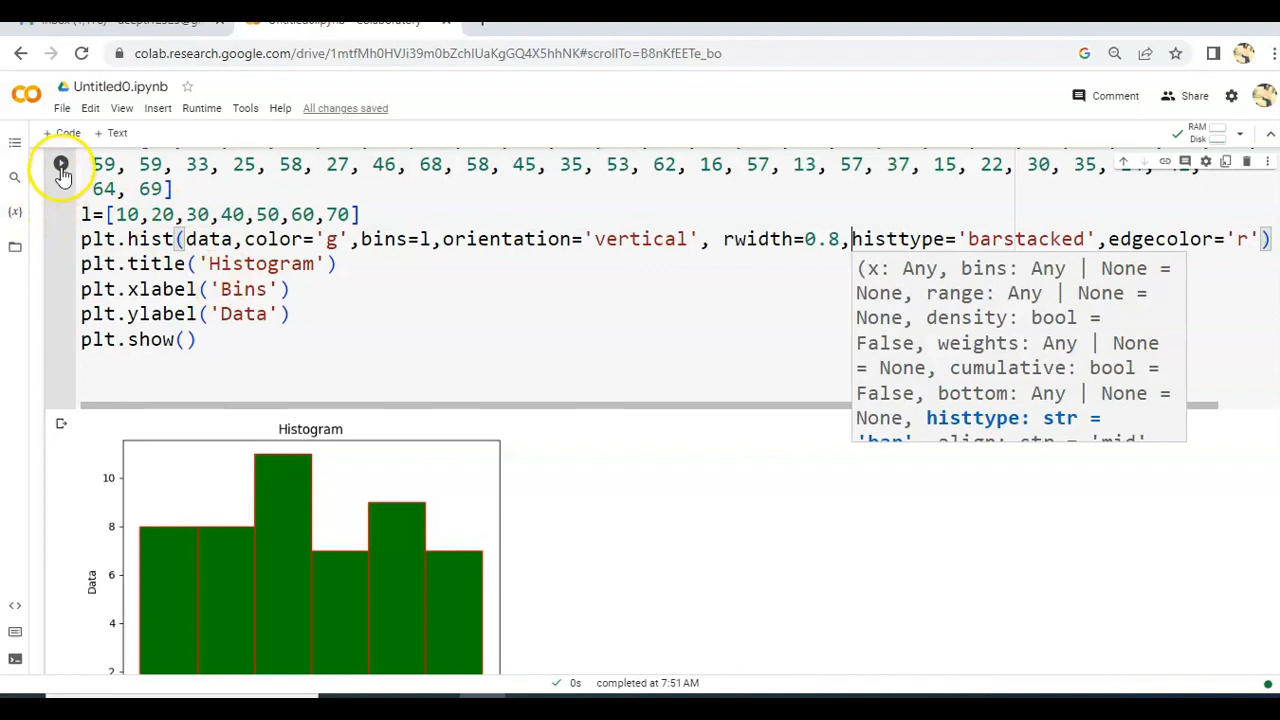 colab.research.google.com/drive/1mtfMh0HVJi39m0bZchIUaKgGQ4X5hhNK#scrollTo=B8nKfEETe_bo
Untitled0.ipynb
File Edit View Insert Runtime Tools Help All changes saved
Comment Share
+ Code + Text
RAM
Disk
59, 59, 33, 25, 58, 27, 46, 68, 58, 45, 35, 53, 62, 16, 57, 13, 57, 37, 15, 22, 30, 35,
64, 69]
l=[10,20,30,40,50,60,70]
plt.hist(data,color='g',bins=l,orientation='vertical', rwidth=0.8,histtype='barstacked',edgecolor='r')
plt.title('Histogram')
plt.xlabel('Bins')
plt.ylabel('Data')
plt.show()
(x: Any, bins: Any | None =
None, range: Any | None =
None, density: bool =
False, weights: Any | None
= None, cumulative: bool =
False, bottom: Any | None =
None, histtype: str =
'bar', align: str = 'mid'
Histogram
10
8
6
4
2
Data
0s completed at 7:51 AM